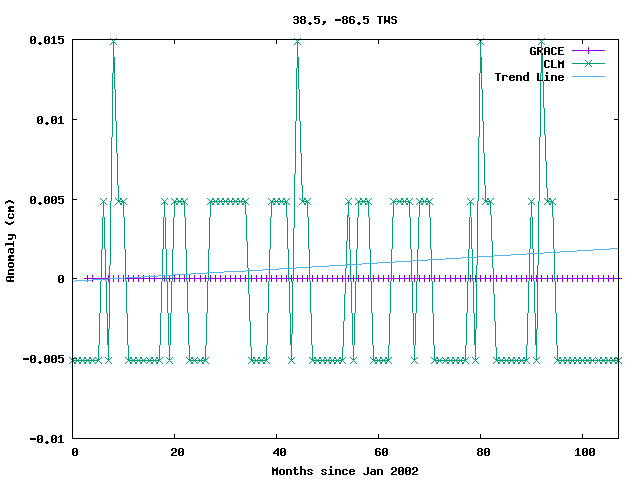 38.5, -86.5 TWS
0.015
GRACE
CLM
Trend Line
0.01
0.005
Anomaly (cm)
0
-0.005
-0.01
0 20 40 60 80 100
Months since Jan 2002